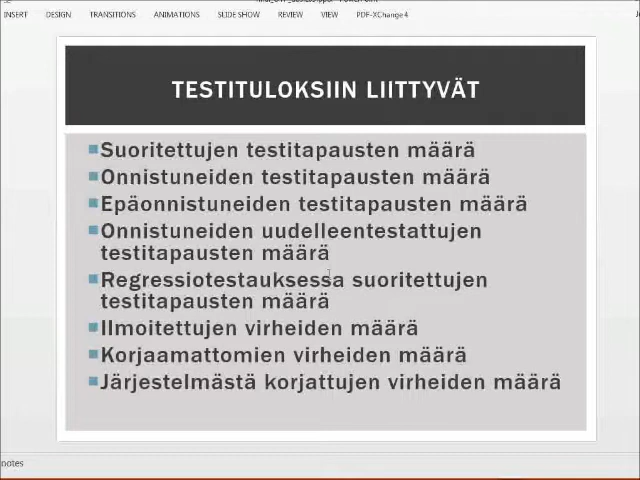 INSERT DESIGN TRANSITIONS ANIMATIONS SLIDE SHOW REVIEW VIEW PDF-XChange 4
TESTITULOKSIIN LIITTYVÄT
Suoritettujen testitapausten määrä
Onnistuneiden testitapausten määrä
Epäonnistuneiden testitapausten määrä
Onnistuneiden uudelleentestattujen
testitapausten määrä
Regressiotestauksessa suoritettujen
testitapausten määrä
Ilmoitettujen virheiden määrä
Korjaamattomien virheiden määrä
Järjestelmästä korjattujen virheiden määrä
notes